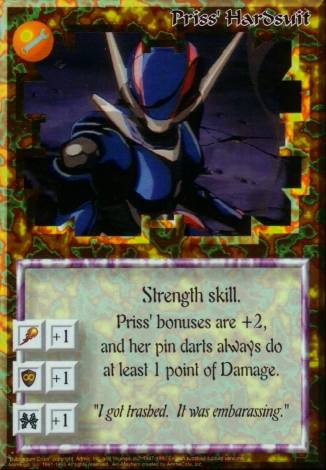 Priss' Hardsuit
Strength skill.
Priss' bonuses are +2,
and her pin darts always do
at least 1 point of Damage.
+1
+1
+1
"I got trashed. It was embarassing."